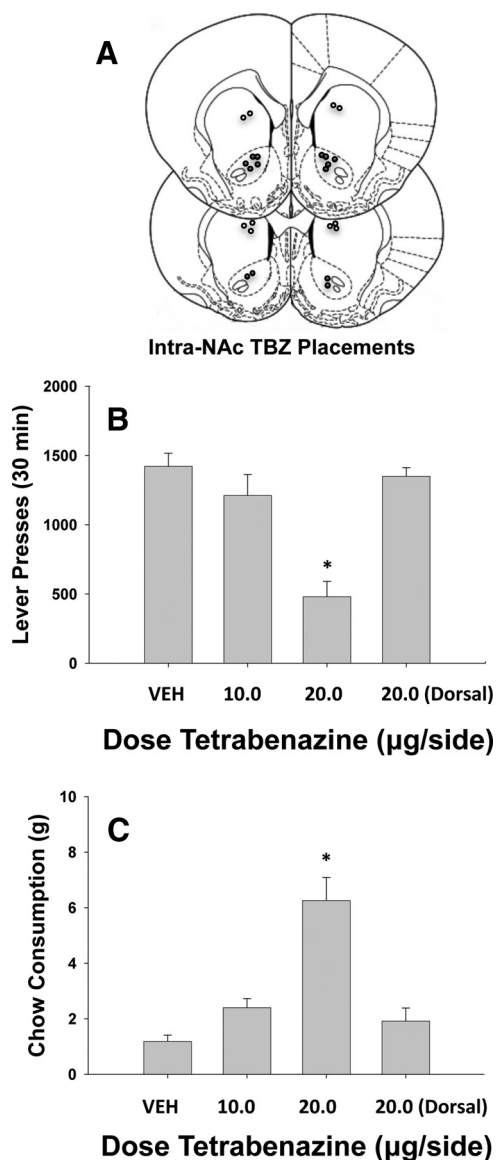 A
Intra-NAc TBZ Placements
B
Lever Presses (30 min)
2000
1500
1000
500
0
*
VEH 10.0 20.0 20.0 (Dorsal)
Dose Tetrabenazine (µg/side)
C
Chow Consumption (g)
10
8
6
4
2
0
*
VEH 10.0 20.0 20.0 (Dorsal)
Dose Tetrabenazine (µg/side)